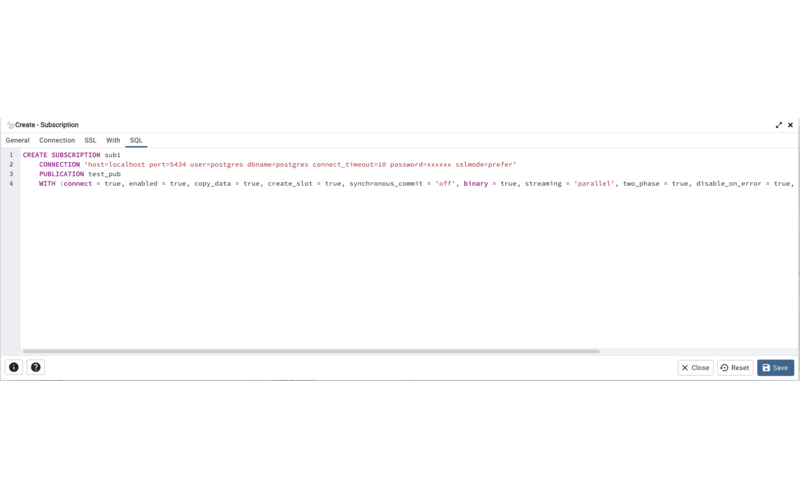 Create - Subscription
General Connection SSL With SQL
1 CREATE SUBSCRIPTION sub1
2 CONNECTION 'host=localhost port=5434 user=postgres dbname=postgres connect_timeout=10 password=xxxxxx sslmode=prefer'
3 PUBLICATION test_pub
4 WITH (connect = true, enabled = true, copy_data = true, create_slot = true, synchronous_commit = 'off', binary = true, streaming = 'parallel', two_phase = true, disable_on_error = true,
Close Reset Save